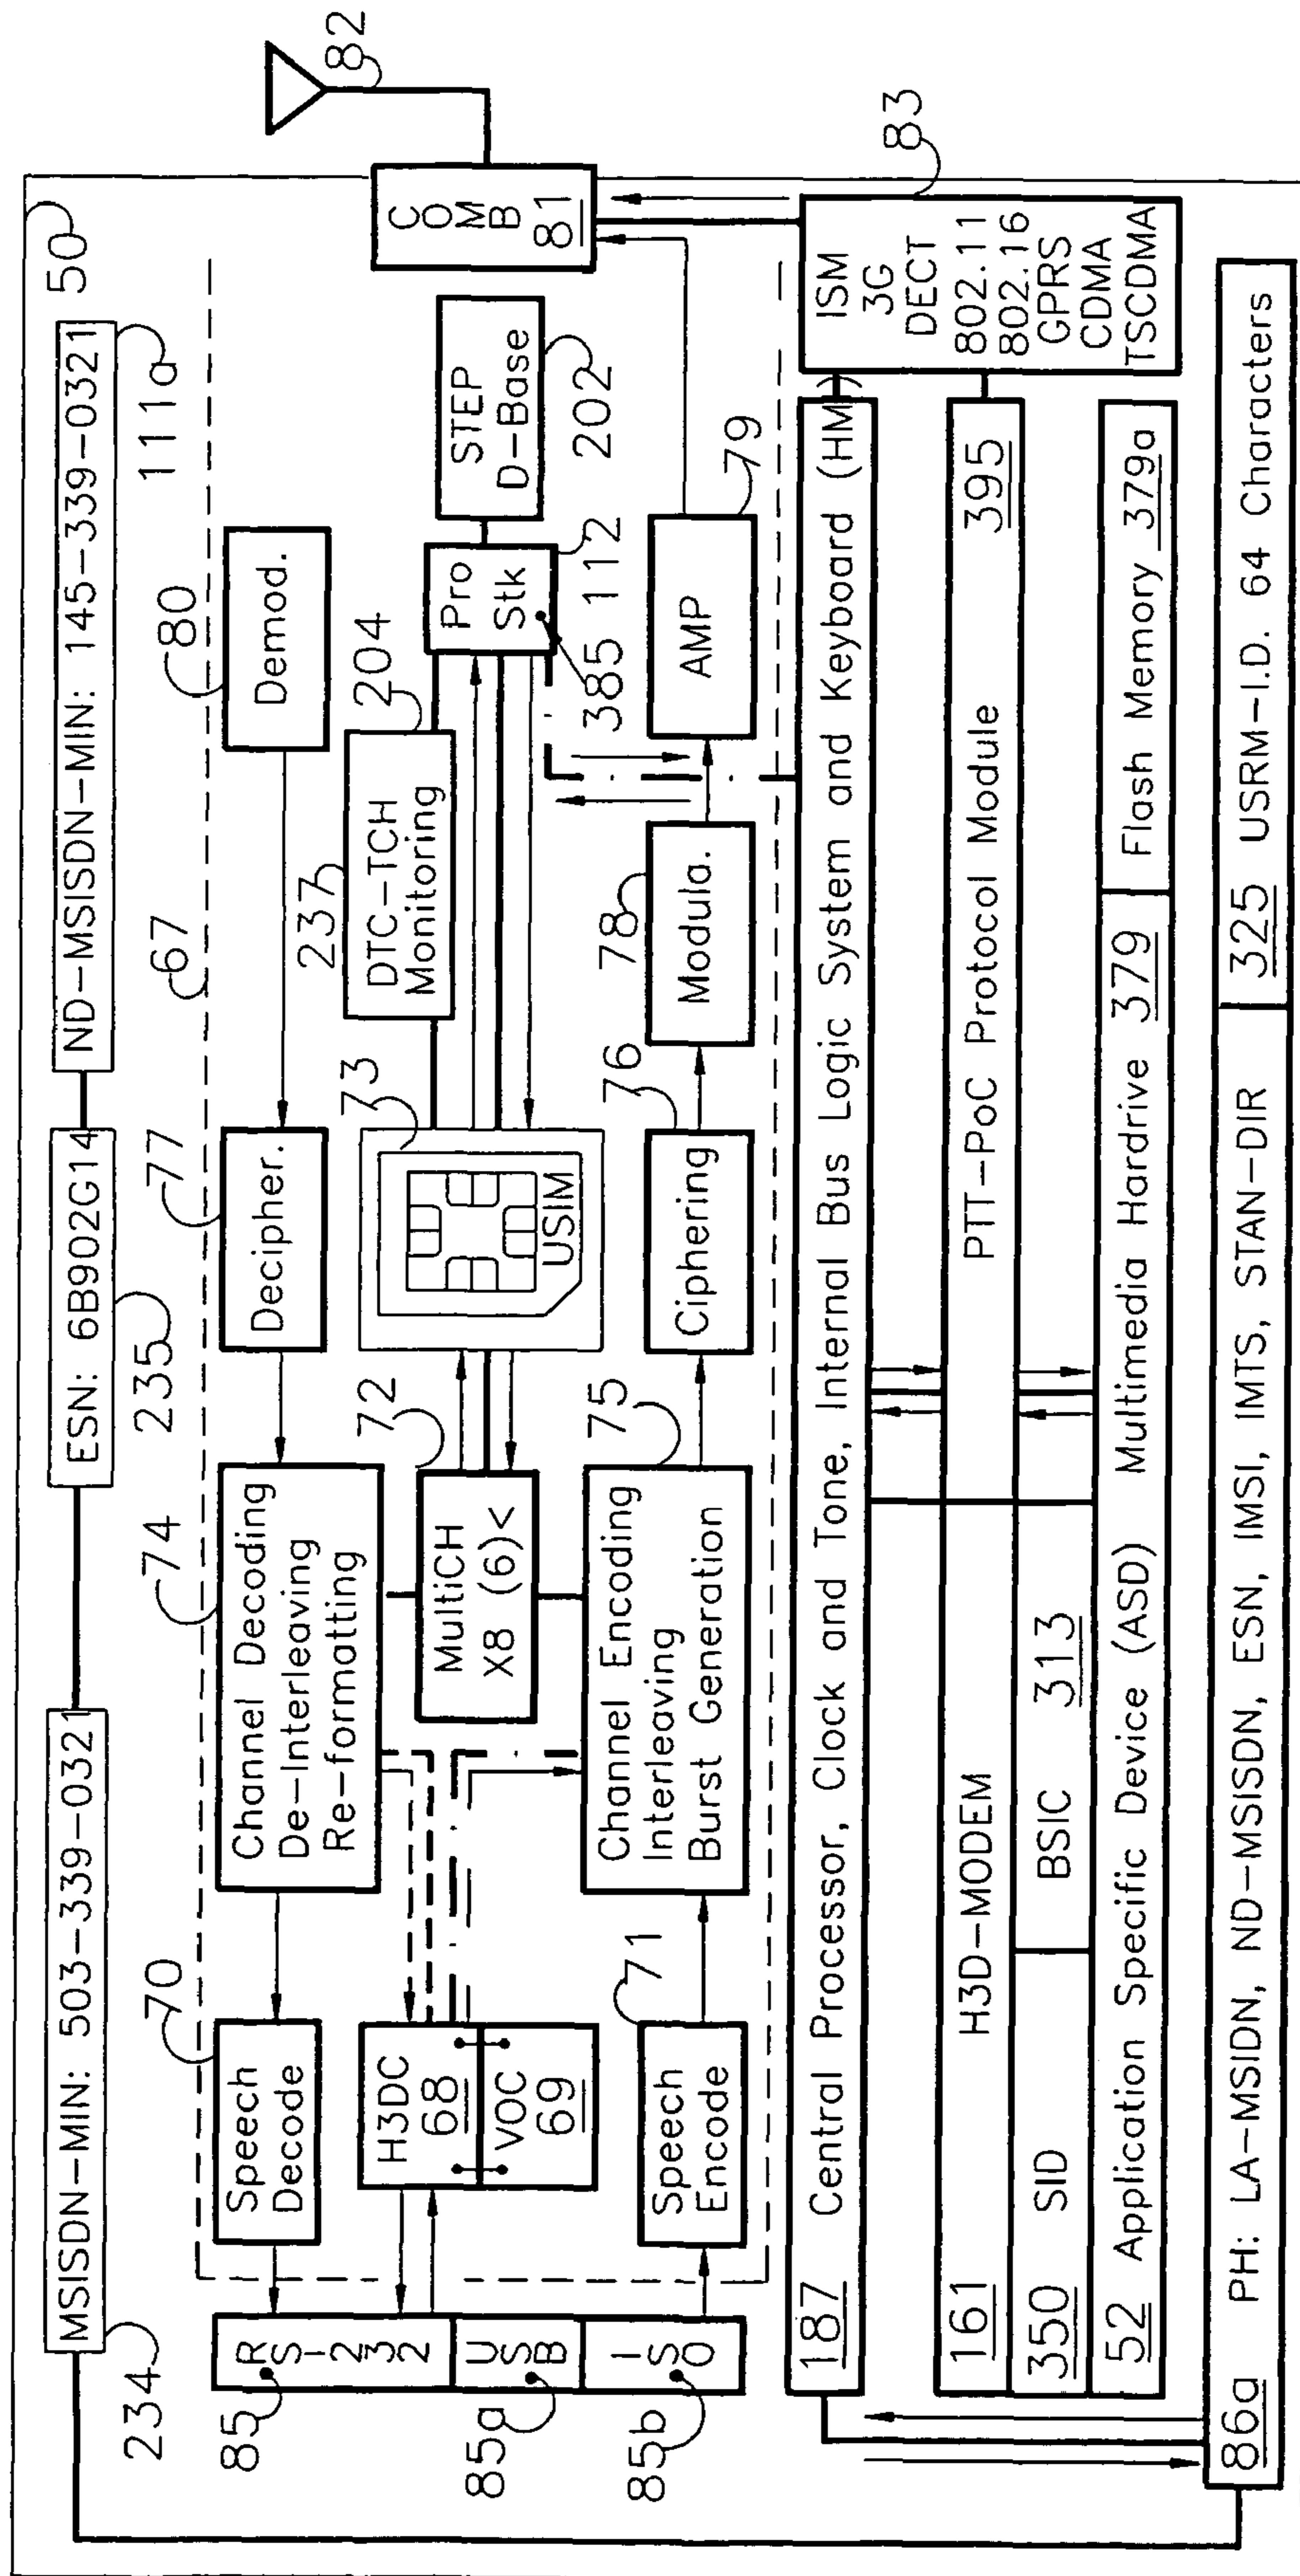 MSISDN-MIN: 503-339-0321
ESN: 6B902G14
ND-MSISDN-MIN: 145-339-0321
50
234
235
111a
67
70
74
77
80
Speech
Decode
Channel Decoding
De-Interleaving
Re-formating
Decipher.
Demod.
82
85
RS-232
85a
USB
85b
ISO
H3DC
68
VOC
69
72
MultiCH
X8 (6)<
73
USIM
237
DTC-TCH
Monitoring
204
Pro
Stk
385
112
STEP
D-Base
202
COMB
81
71
Speech
Encode
75
Channel Encoding
Interleaving
Burst Generation
76
Ciphering
78
Modula.
79
AMP
83
ISM
3G
DECT
802.11
802.16
GPRS
CDMA
TSCDMA
187 Central Processor, Clock and Tone, Internal Bus Logic System and Keyboard (HM)
161 H3D-MODEM PTT-PoC Protocol Module 395
350 SID BSIC 313
52 Application Specific Device (ASD) Multimedia Hardrive 379 Flash Memory 379a
86a PH: LA-MSIDN, ND-MSISDN, ESN, IMSI, IMTS, STAN-DIR 325 USRM-I.D. 64 Characters